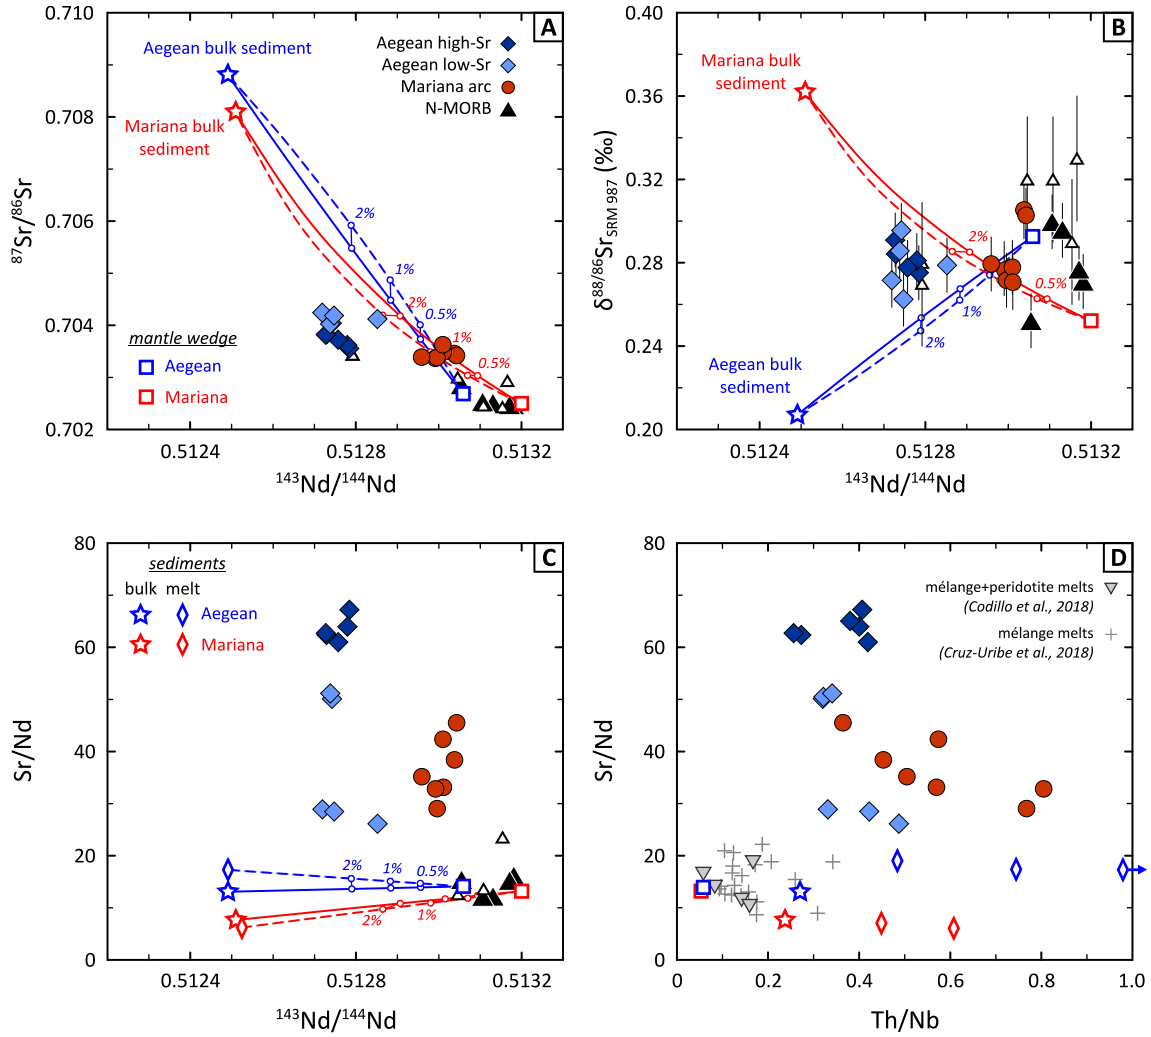 A
0.710
0.708
0.706
0.704
0.702
⁸⁷Sr/⁸⁶Sr
Aegean bulk sediment
Mariana bulk
sediment
Aegean high-Sr
Aegean low-Sr
Mariana arc
N-MORB
2%
1%
0.5%
2%
1%
0.5%
mantle wedge
Aegean
Mariana
0.5124
0.5128
0.5132
¹⁴³Nd/¹⁴⁴Nd
B
0.40
0.36
0.32
0.28
0.24
0.20
δ⁸⁸/⁸⁶Sr SRM 987 (‰)
Mariana bulk
sediment
2%
0.5%
1%
2%
Aegean bulk
sediment
0.5124
0.5128
0.5132
¹⁴³Nd/¹⁴⁴Nd
C
80
60
40
20
0
Sr/Nd
sediments
bulk melt
Aegean
Mariana
2%
1%
0.5%
2%
1%
0.5124
0.5128
0.5132
¹⁴³Nd/¹⁴⁴Nd
D
80
60
40
20
0
Sr/Nd
mélange+peridotite melts
(Codillo et al., 2018)
mélange melts
(Cruz-Uribe et al., 2018)
0
0.2
0.4
0.6
0.8
1.0
Th/Nb